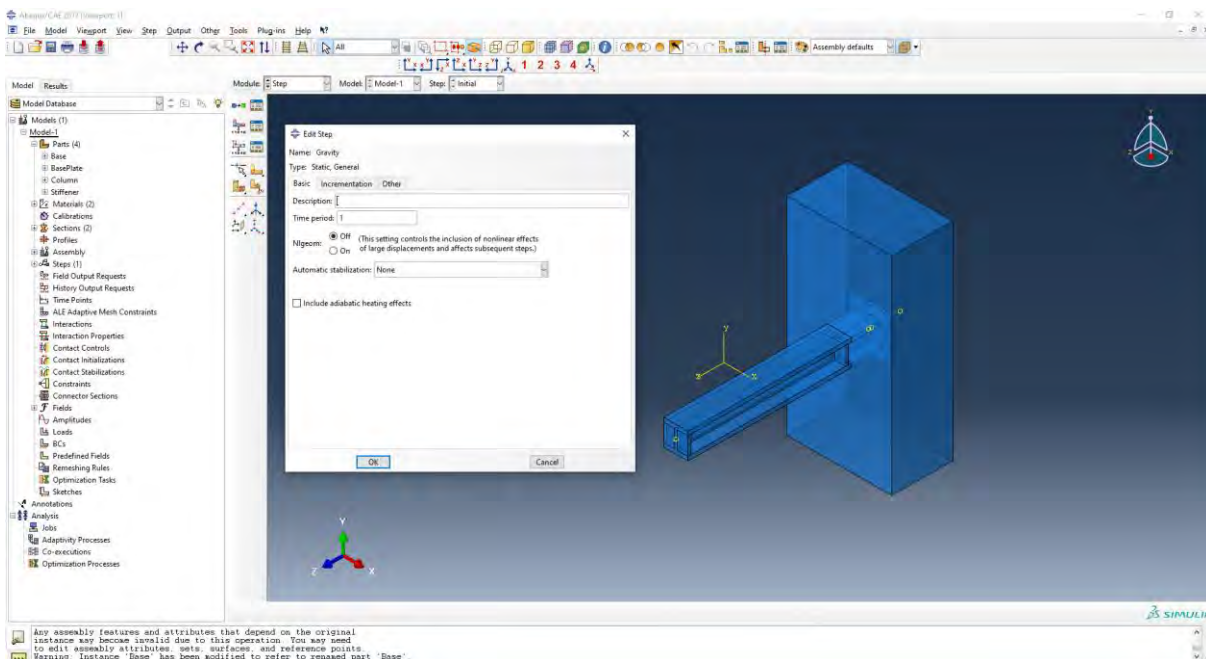 Abaqus/CAE 2017 [Viewport: 1]
File Model Viewport View Step Output Other Tools Plug-ins Help
All
Assembly defaults
1 2 3 4
Model Results
Module: Step Model: Model-1 Step: Initial
Model Database
Models (1)
Model-1
Parts (4)
Base
BasePlate
Column
Stiffener
Materials (2)
Calibrations
Sections (2)
Profiles
Assembly
Steps (1)
Field Output Requests
History Output Requests
Time Points
ALE Adaptive Mesh Constraints
Interactions
Interaction Properties
Contact Controls
Contact Initializations
Contact Stabilizations
Constraints
Connector Sections
Fields
Amplitudes
Loads
BCs
Predefined Fields
Remeshing Rules
Optimization Tasks
Sketches
Annotations
Analysis
Jobs
Adaptivity Processes
Co-executions
Optimization Processes
Edit Step
Name: Gravity
Type: Static, General
Basic Incrementation Other
Description:
Time period: 1
Nlgeom: Off On (This setting controls the inclusion of nonlinear effects
of large displacements and affects subsequent steps.)
Automatic stabilization: None
Include adiabatic heating effects
OK Cancel
Y
Z X
Y
Z X
SIMULIA
Any assembly features and attributes that depend on the original
instance may become invalid due to this operation. You may need
to edit assembly attributes, sets, surfaces, and reference points.
Warning: Instance 'Base' has been modified to refer to renamed part 'Base'.